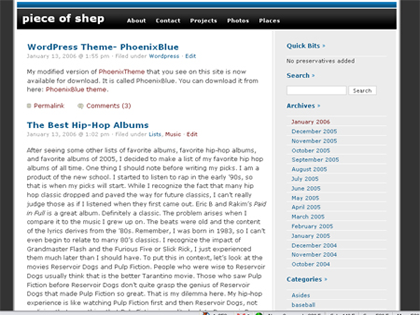 piece of shep
About Contact Projects Photos Places
WordPress Theme- PhoenixBlue
January 13, 2006 @ 1:55 pm · Filed under Wordpress · Edit
My modified version of PhoenixTheme that you see on this site is now
available for download. It is called PhoenixBlue. You can download it from
here: PhoenixBlue theme.
Permalink Comments (3)
The Best Hip-Hop Albums
January 13, 2006 @ 1:02 pm · Filed under Lists, Music · Edit
After seeing some other lists of favorite albums, favorite hip-hop albums,
and favorite albums of 2005, I decided to make a list of my favorite hip hop
albums of all time. One thing I should note before writing my picks. I am a
product of the new school. I started to listen to rap in the early '90s, so
that is when my picks will start. While I recognize the fact that many hip
hop classic dropped and paved the way for future classics, I can't really
judge those as if I listened when they first came out. Eric B and Rakim's Paid
in Full is a great album. Definitely a classic. The problem arises when I
compare it to the music I grew up on. The beats were old and the content
of the lyrics derives from the '80s. Remember, I was born in 1983, so I can't
even begin to relate to many 80's classics. I recognize the impact of
Grandmaster Flash and the Furious Five or Slick Rick, I just experienced
them much later than I should have. To put this in context, let's look at the
movies Reservoir Dogs and Pulp Fiction. People who were wise to Reservoir
Dogs usually think that is the better Tarantino movie. Those who saw Pulp
Fiction before Reservoir Dogs don't quite grasp the genius of Reservoir
Dogs that made Pulp Fiction so great. That is my dilemma here. My hip-hop
experience is like watching Pulp Fiction first and then Resevoir Dogs, not
Quick Bits »
No preservatives added
Search
Archives »
January 2006
December 2005
November 2005
October 2005
September 2005
August 2005
July 2005
June 2005
May 2005
April 2005
March 2005
February 2005
January 2005
December 2004
November 2004
October 2004
Categories »
Asides
baseball